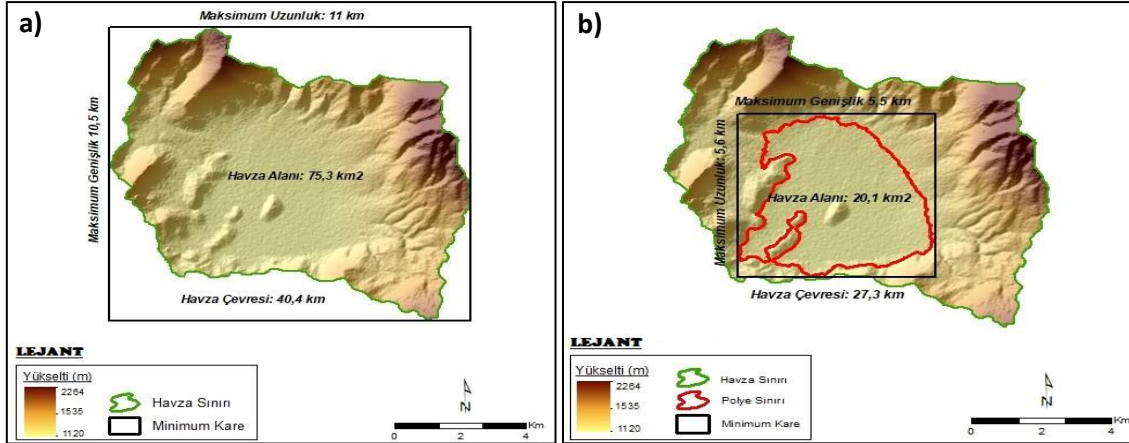 a)
Maksimum Uzunluk: 11 km
Maksimum Genişlik 10,5 km
Havza Alanı: 75,3 km2
Havza Çevresi: 40,4 km
LEJANT
Yükselti (m)
2264
1535
1120
Havza Sınırı
Minimum Kare
N
0 2 4 Km
b)
Maksimum Genişlik 5,5 km
Maksimum Uzunluk: 5,6 km
Havza Alanı: 20,1 km2
Havza Çevresi: 27,3 km
LEJANT
Yükselti (m)
2264
1535
1120
Havza Sınırı
Polye Sınırı
Minimum Kare
N
0 2 4 Km